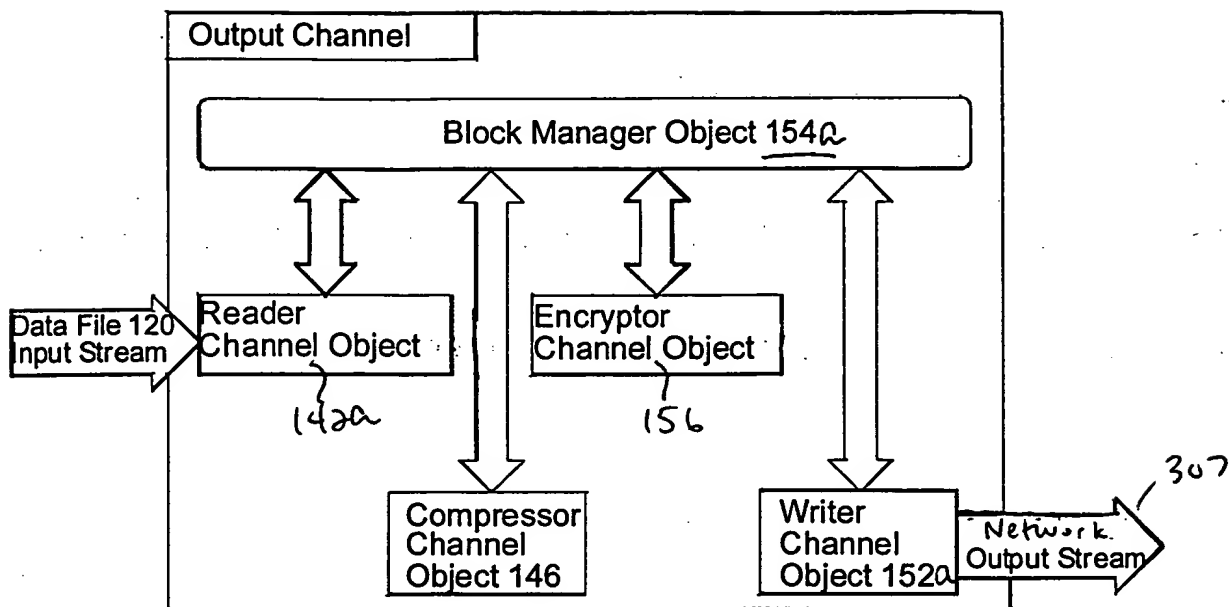 Output Channel
Block Manager Object 154a
Data File 120
Input Stream
Reader
Channel Object
142a
Encryptor
Channel Object
156
Compressor
Channel
Object 146
Writer
Channel
Object 152a
Network
Output Stream
307